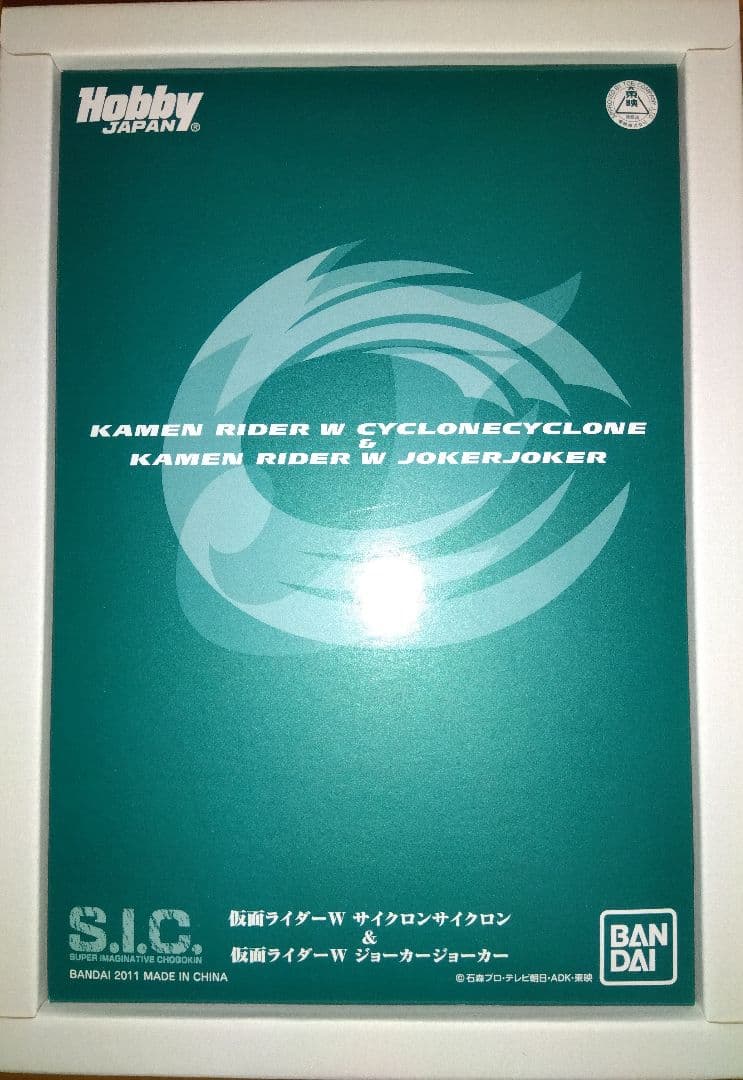 Hobby
JAPAN®
東映
KAMEN RIDER W CYCLONECYCLONE
&
KAMEN RIDER W JOKERJOKER
S.I.C.
SUPER IMAGINATIVE CHOGOKIN
BANDAI 2011 MADE IN CHINA
仮面ライダーW サイクロンサイクロン
&
仮面ライダーW ジョーカージョーカー
©石森プロ・テレビ朝日・ADK・東映
BAN
DAI